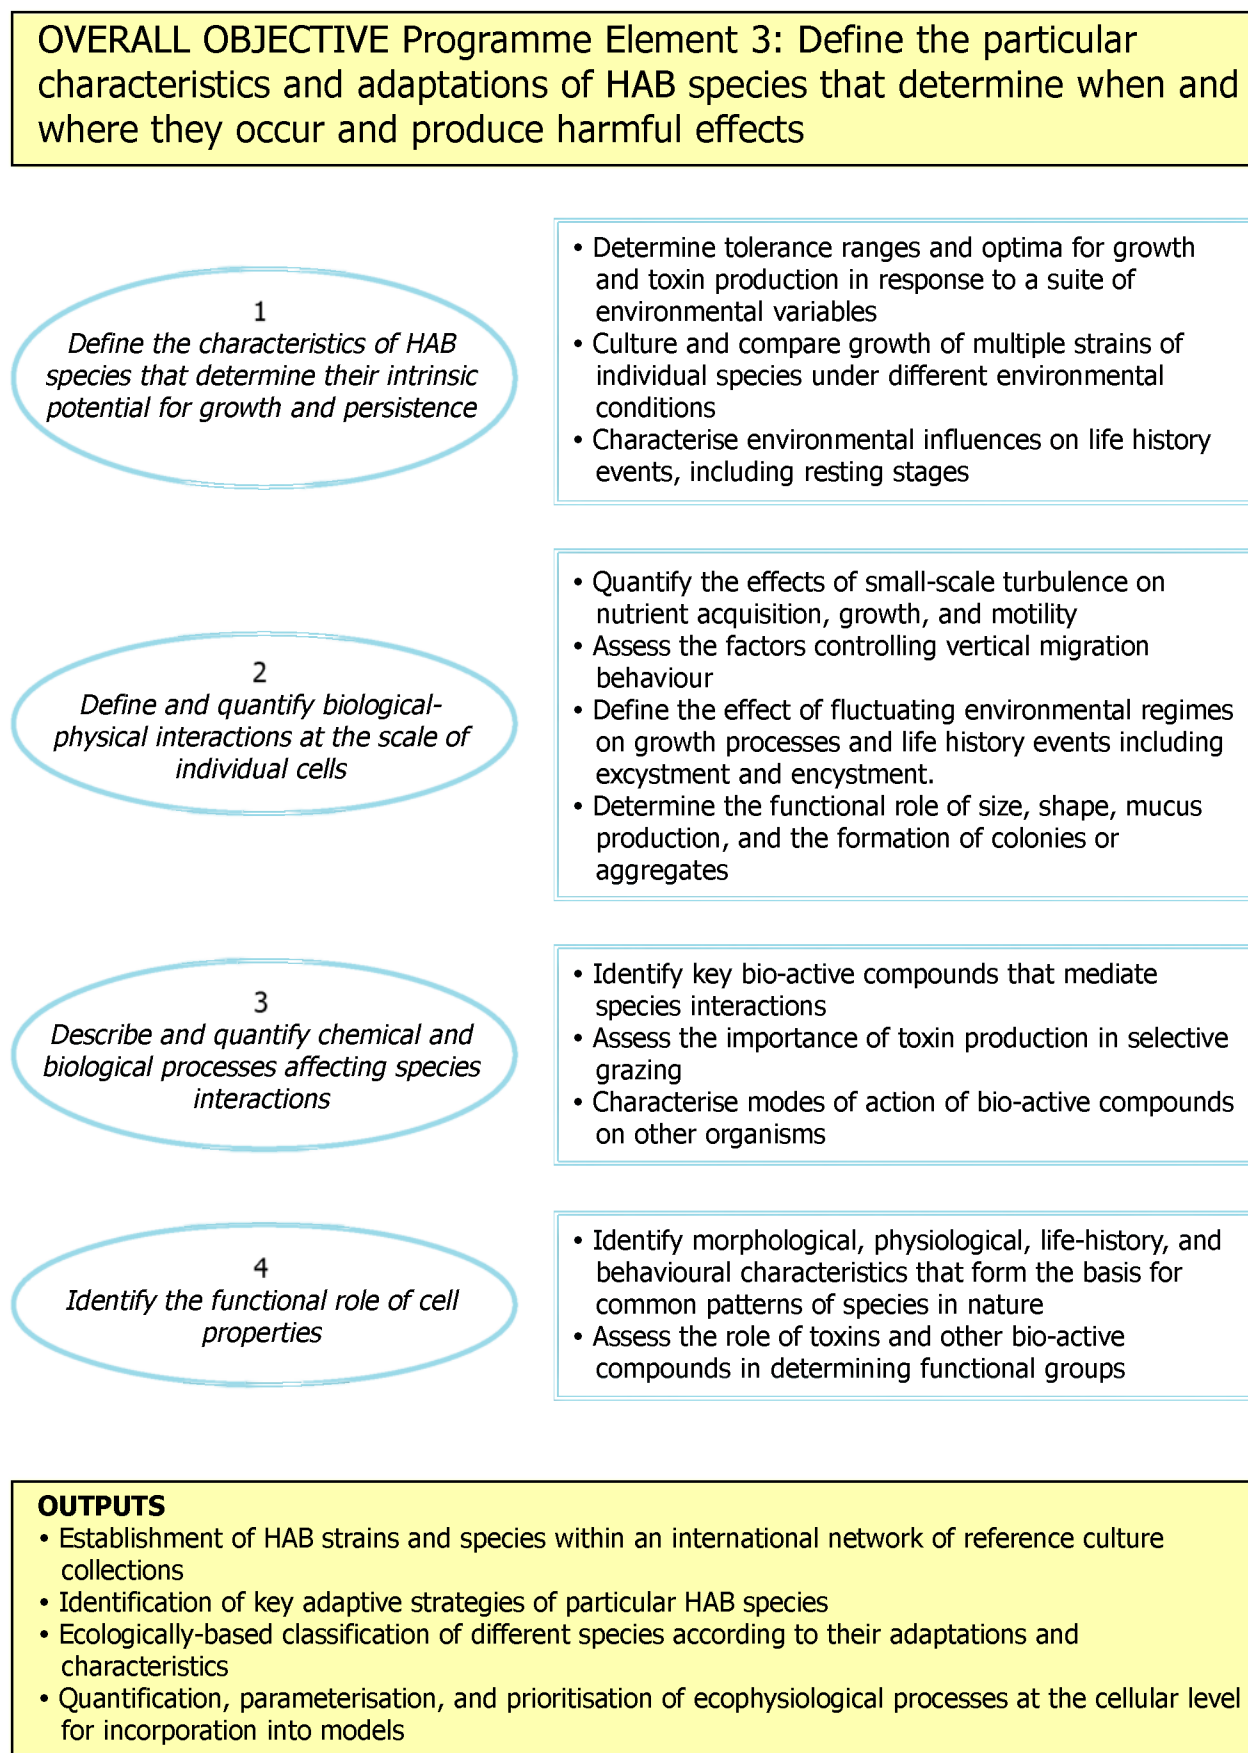 OVERALL OBJECTIVE Programme Element 3: Define the particular
characteristics and adaptations of HAB species that determine when and
where they occur and produce harmful effects
1
Define the characteristics of HAB
species that determine their intrinsic
potential for growth and persistence
• Determine tolerance ranges and optima for growth
and toxin production in response to a suite of
environmental variables
• Culture and compare growth of multiple strains of
individual species under different environmental
conditions
• Characterise environmental influences on life history
events, including resting stages
2
Define and quantify biological-
physical interactions at the scale of
individual cells
• Quantify the effects of small-scale turbulence on
nutrient acquisition, growth, and motility
• Assess the factors controlling vertical migration
behaviour
• Define the effect of fluctuating environmental regimes
on growth processes and life history events including
excystment and encystment.
• Determine the functional role of size, shape, mucus
production, and the formation of colonies or
aggregates
3
Describe and quantify chemical and
biological processes affecting species
interactions
• Identify key bio-active compounds that mediate
species interactions
• Assess the importance of toxin production in selective
grazing
• Characterise modes of action of bio-active compounds
on other organisms
4
Identify the functional role of cell
properties
• Identify morphological, physiological, life-history, and
behavioural characteristics that form the basis for
common patterns of species in nature
• Assess the role of toxins and other bio-active
compounds in determining functional groups
OUTPUTS
• Establishment of HAB strains and species within an international network of reference culture
collections
• Identification of key adaptive strategies of particular HAB species
• Ecologically-based classification of different species according to their adaptations and
characteristics
• Quantification, parameterisation, and prioritisation of ecophysiological processes at the cellular level
for incorporation into models